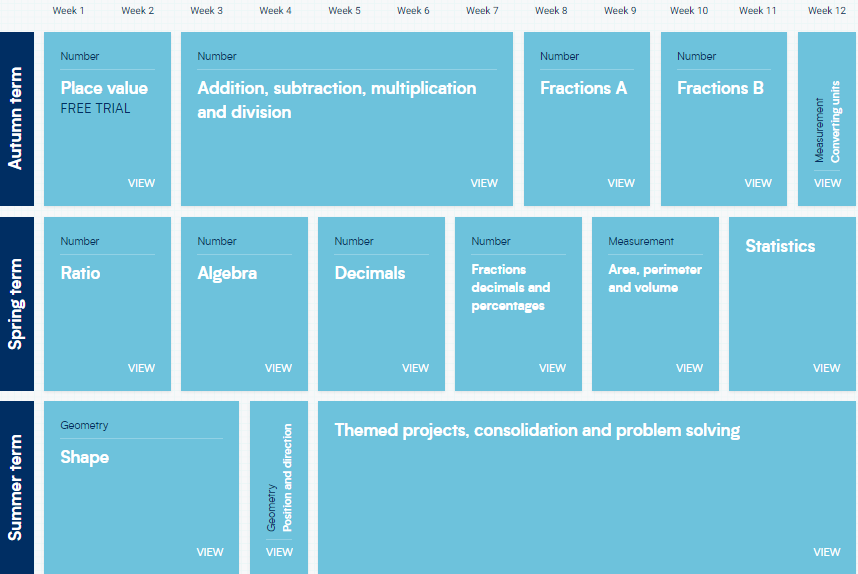 Week 1 Week 2 Week 3 Week 4 Week 5 Week 6 Week 7 Week 8 Week 9 Week 10 Week 11 Week 12
Autumn term
Number
Place value
FREE TRIAL
VIEW
Number
Addition, subtraction, multiplication
and division
VIEW
Number
Fractions A
VIEW
Number
Fractions B
VIEW
Measurement
Converting units
VIEW
Spring term
Number
Ratio
VIEW
Number
Algebra
VIEW
Number
Decimals
VIEW
Number
Fractions
decimals and
percentages
VIEW
Measurement
Area, perimeter
and volume
VIEW
Statistics
VIEW
Summer term
Geometry
Shape
VIEW
Geometry
Position and direction
VIEW
Themed projects, consolidation and problem solving
VIEW